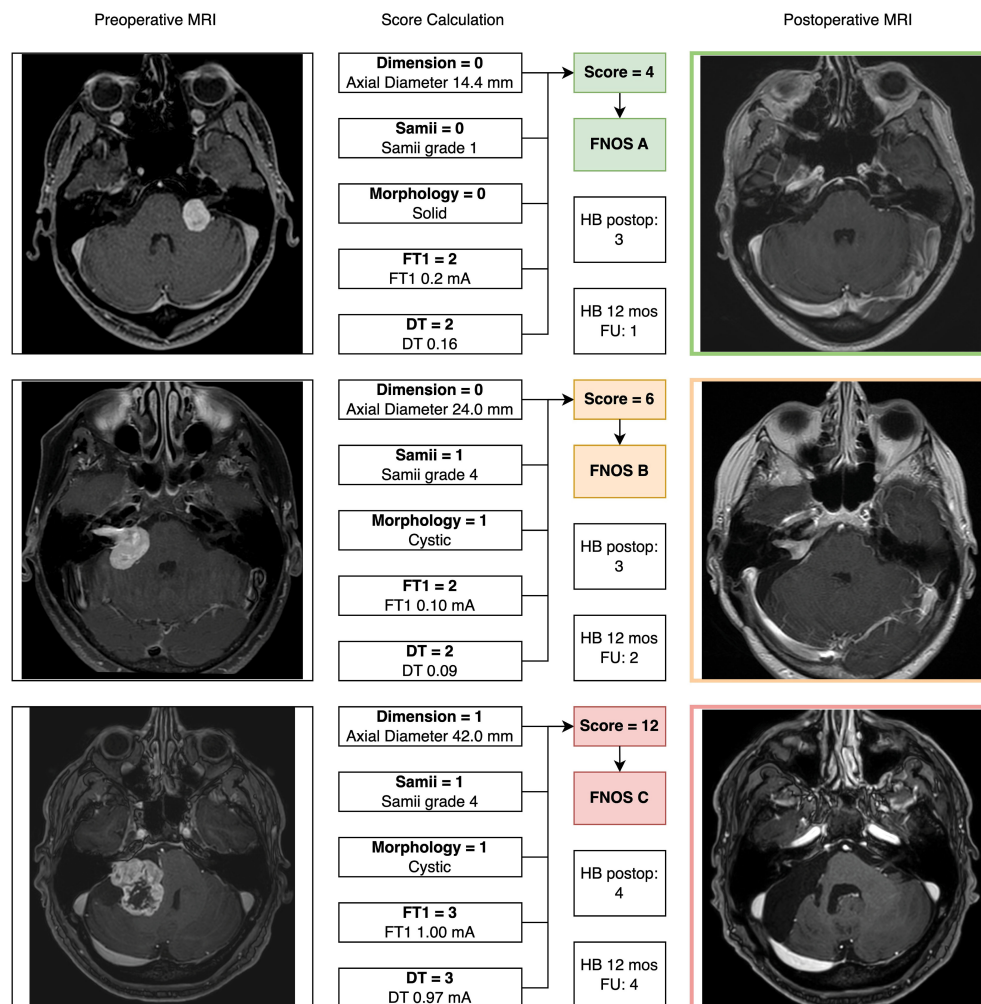 Preoperative MRI
Score Calculation
Postoperative MRI
Dimension = 0
Axial Diameter 14.4 mm
Samii = 0
Samii grade 1
Morphology = 0
Solid
FT1 = 2
FT1 0.2 mA
DT = 2
DT 0.16
Score = 4
FNOS A
HB postop:
3
HB 12 mos
FU: 1
Dimension = 0
Axial Diameter 24.0 mm
Samii = 1
Samii grade 4
Morphology = 1
Cystic
FT1 = 2
FT1 0.10 mA
DT = 2
DT 0.09
Score = 6
FNOS B
HB postop:
3
HB 12 mos
FU: 2
Dimension = 1
Axial Diameter 42.0 mm
Samii = 1
Samii grade 4
Morphology = 1
Cystic
FT1 = 3
FT1 1.00 mA
DT = 3
DT 0.97 mA
Score = 12
FNOS C
HB postop:
4
HB 12 mos
FU: 4